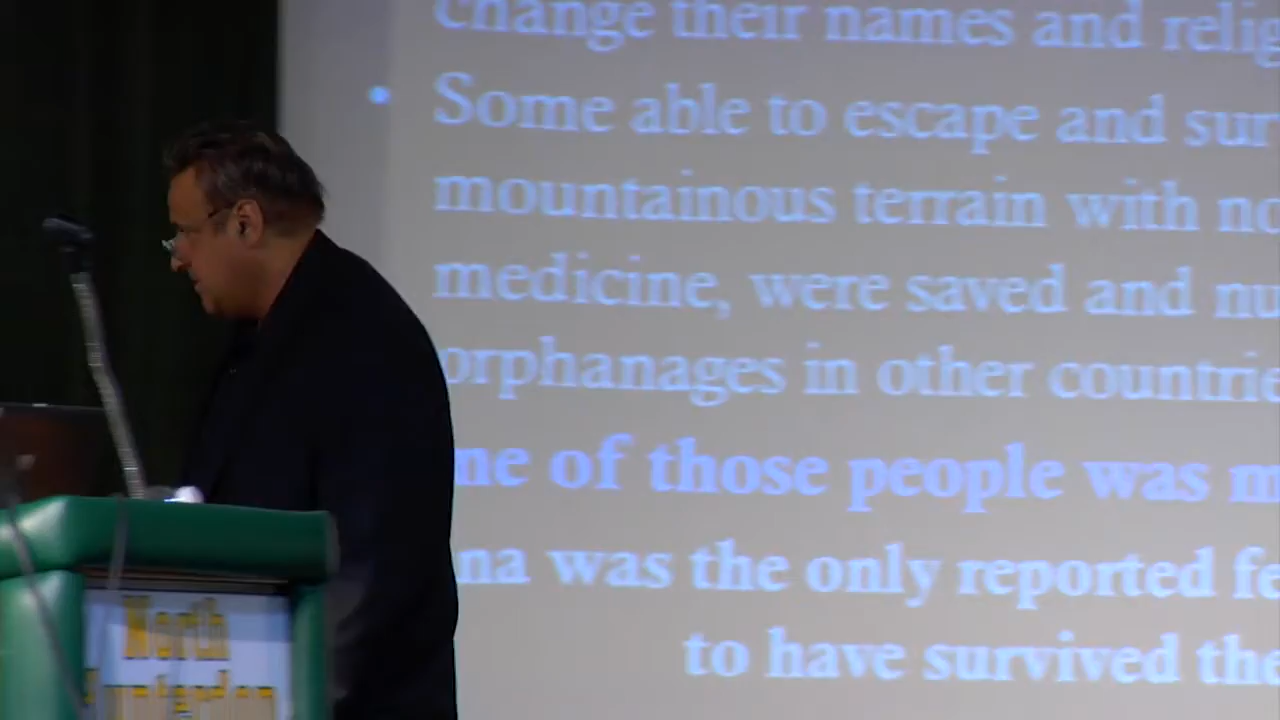 change their names and relig
• Some able to escape and sur
mountainous terrain with no
medicine, were saved and nu
orphanages in other countrie
ne of those people was m
na was the only reported fe
to have survived the
North